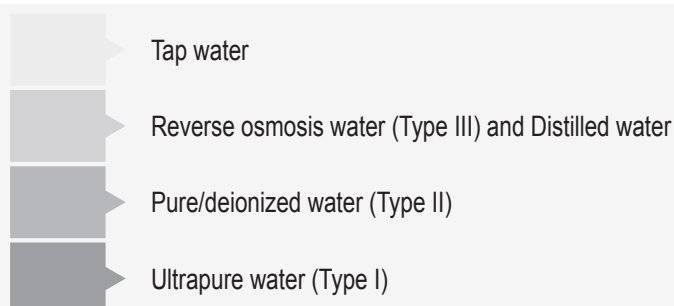 Tap water
Reverse osmosis water (Type III) and Distilled water
Pure/deionized water (Type II)
Ultrapure water (Type I)